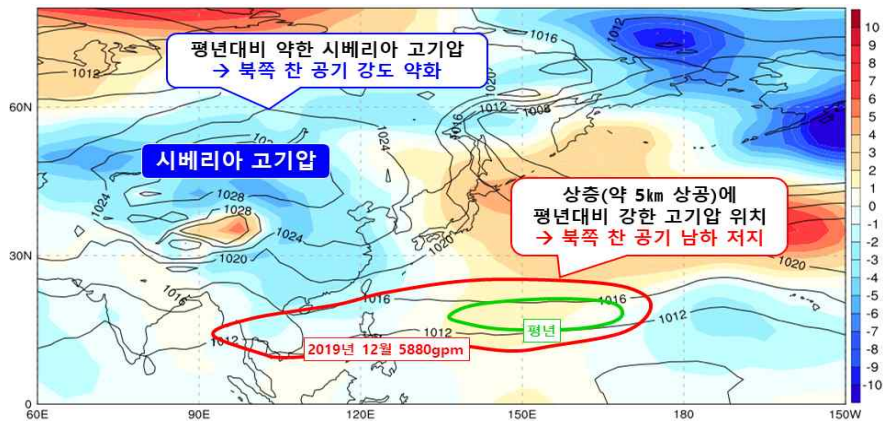 평년대비 약한 시베리아 고기압
→ 북쪽 찬 공기 강도 약화
시베리아 고기압
상층(약 5㎞ 상공)에
평년대비 강한 고기압 위치
→ 북쪽 찬 공기 남하 저지
평년
2019년 12월 5880gpm
1012
1016
1012
1020
1012
1008
1016
1024
1028
1024
1028
1024
1020
1020
1020
1016
1016
1016
1012
1012
1012
60N
30N
0
60E
90E
120E
150E
180
150W
10
9
8
7
6
5
4
3
2
1
0
-1
-2
-3
-4
-5
-6
-7
-8
-9
-10